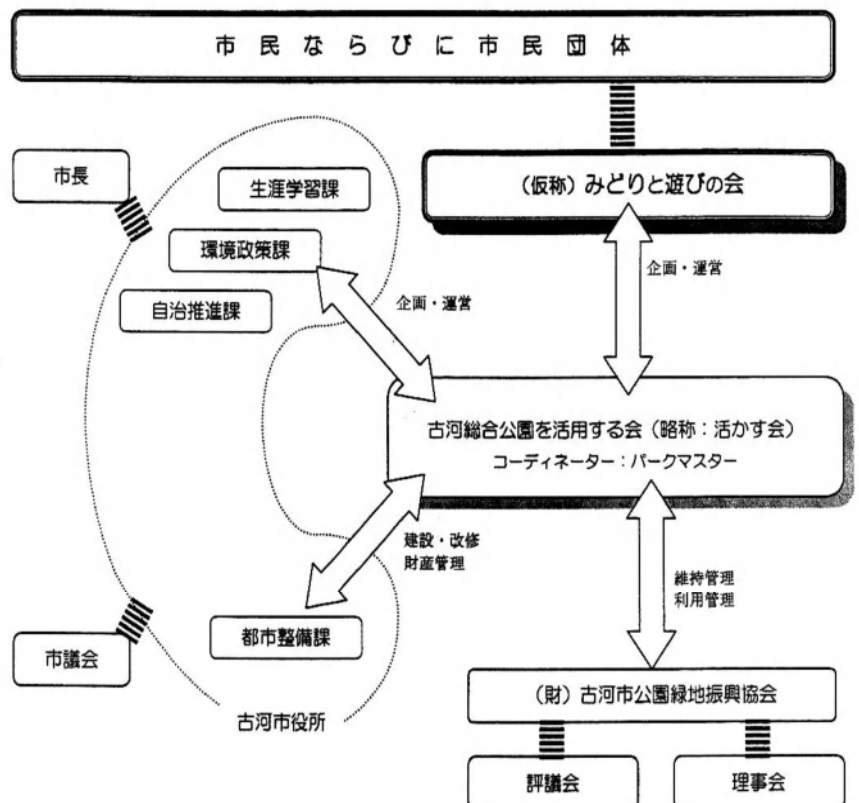 市民ならびに市民団体
市長
生涯学習課
(仮称)みどりと遊びの会
環境政策課
企画・運営
自治推進課
企画・運営
古河総合公園を活用する会(略称:活かす会)
コーディネーター:パークマスター
建設・改修
財産管理
維持管理
利用管理
都市整備課
市議会
(財)古河市公園緑地振興協会
古河市役所
評議会
理事会